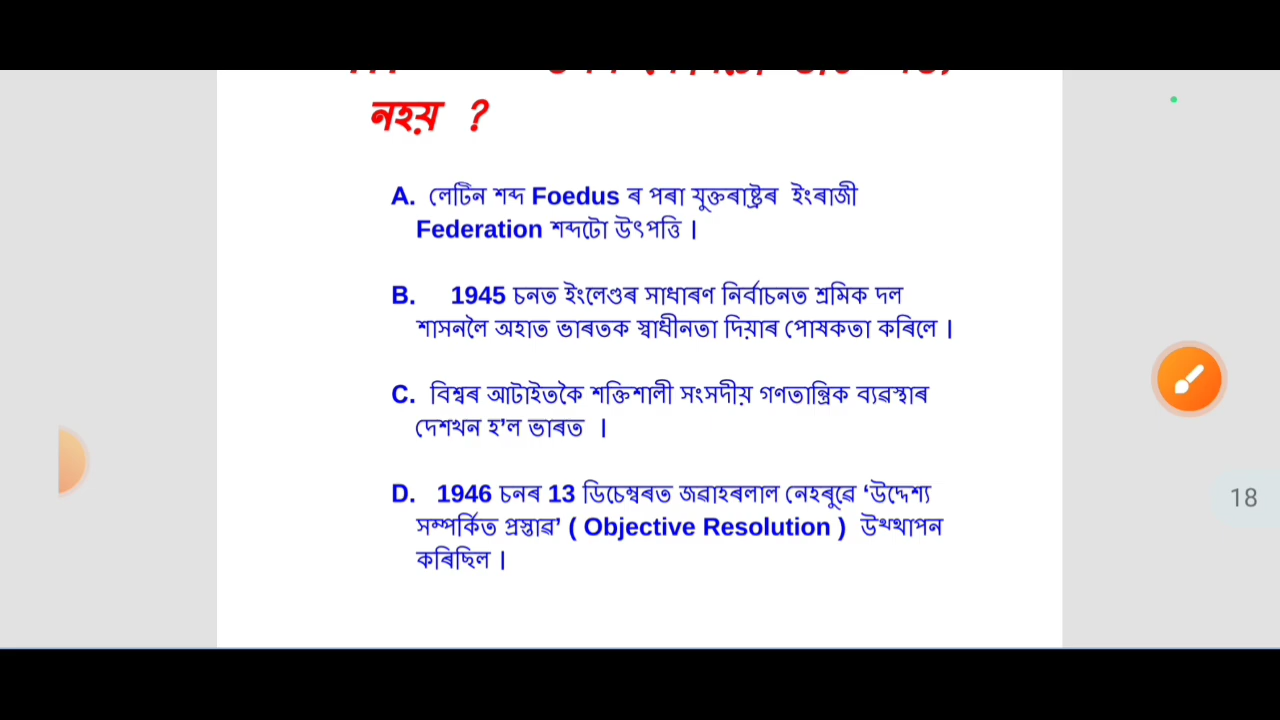 নহয় ?
A. লেটিন শব্দ Foedus ৰ পৰা যুক্তৰাষ্ট্ৰৰ ইংৰাজী
Federation শব্দটো উৎপত্তি |
B. 1945 চনত ইংলেণ্ডৰ সাধাৰণ নিৰ্বাচনত শ্ৰমিক দল
শাসনলৈ অহাত ভাৰতক স্বাধীনতা দিয়াৰ পোষকতা কৰিলে |
C. বিশ্বৰ আটাইতকৈ শক্তিশালী সংসদীয় গণতান্ত্ৰিক ব্যৱস্থাৰ
দেশখন হ'ল ভাৰত |
D. 1946 চনৰ 13 ডিচেম্বৰত জৱাহৰলাল নেহৰুৱে ‘উদ্দেশ্য
সম্পৰ্কিত প্ৰস্তাৱ’ ( Objective Resolution ) উত্থাপন
কৰিছিল |
18